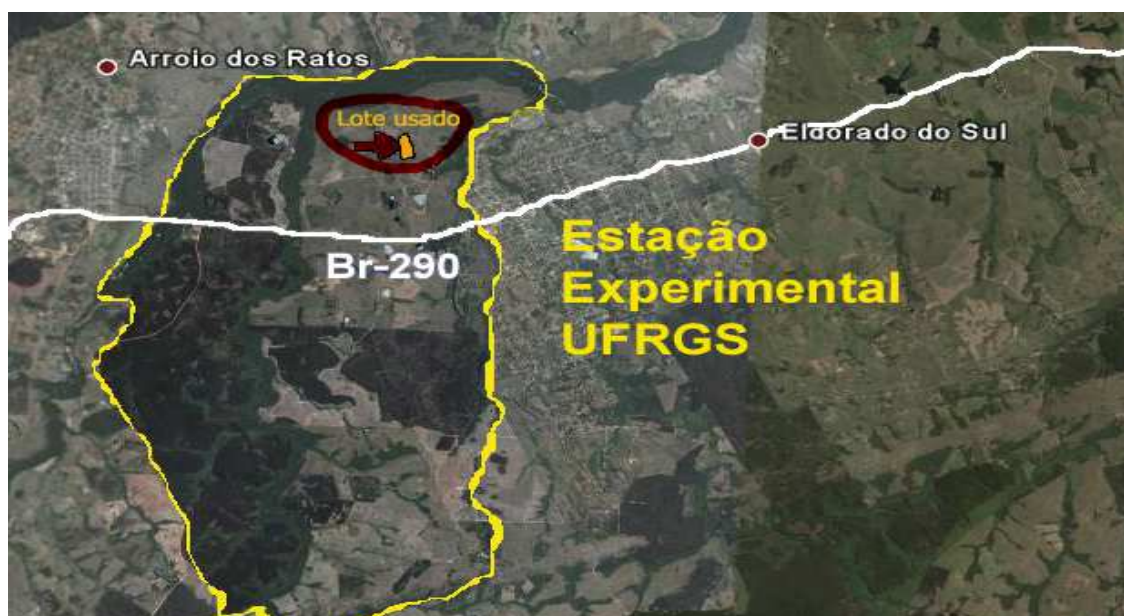 Arroio dos Ratos
Lote usado
Eldorado do Sul
Br-290
Estação
Experimental
UFRGS